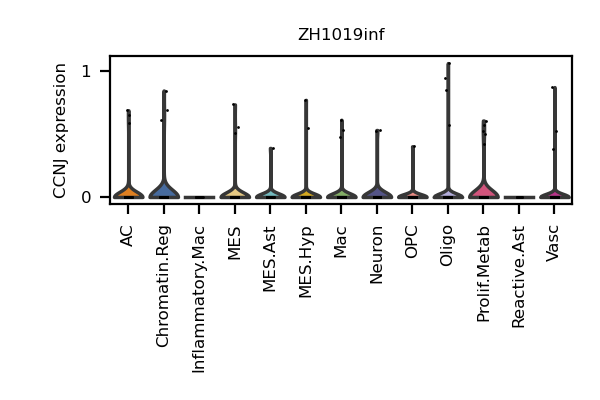 ZH1019inf
CCNJ expression
1
0
AC
Chromatin.Reg
Inflammatory.Mac
MES
MES.Ast
MES.Hyp
Mac
Neuron
OPC
Oligo
Prolif.Metab
Reactive.Ast
Vasc